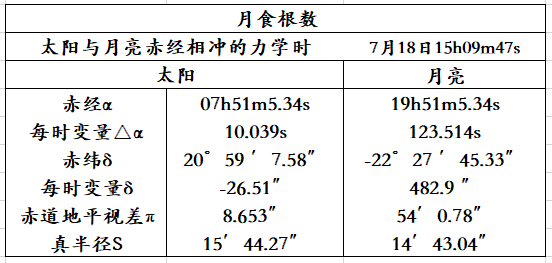 月食根数
太阳与月亮赤经相冲的力学时 7月18日15h09m47s
太阳 月亮
赤经α 07h51m5.34s 19h51m5.34s
每时变量△α 10.039s 123.514s
赤纬δ 20°59′7.58″ -22°27′45.33″
每时变量δ -26.51″ 482.9″
赤道地平视差π 8.653″ 54′0.78″
真半径S 15′44.27″ 14′43.04″